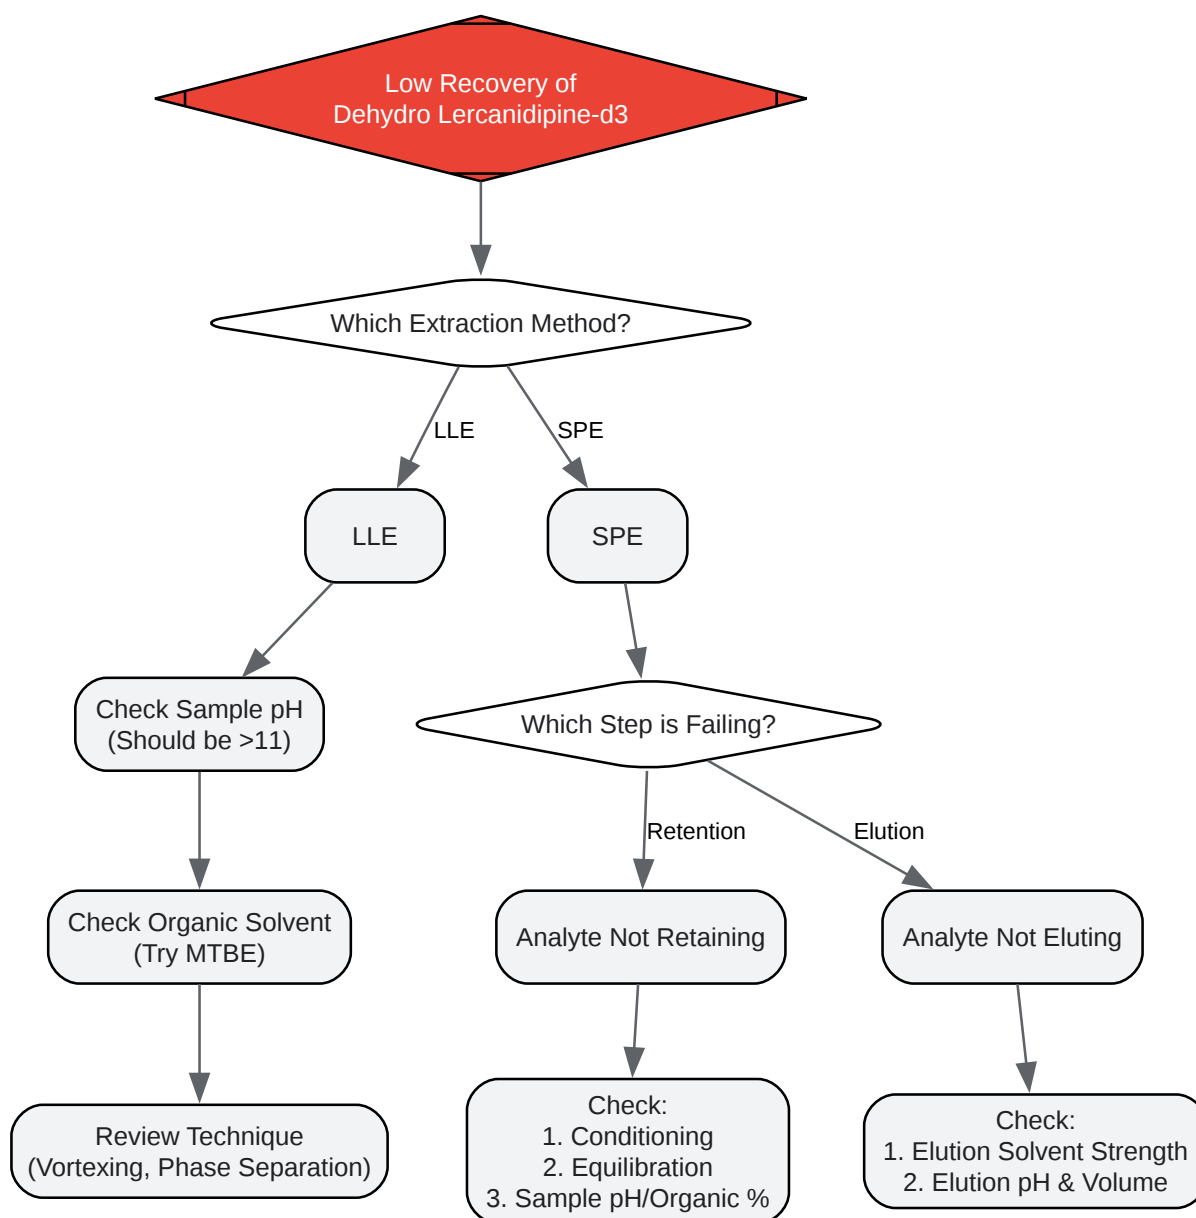 Low Recovery of
Dehydro Lercanidipine-d3
Which Extraction Method?
LLE
SPE
LLE
SPE
Check Sample pH
(Should be >11)
Which Step is Failing?
Retention
Elution
Check Organic Solvent
(Try MTBE)
Analyte Not Retaining
Analyte Not Eluting
Review Technique
(Vortexing, Phase Separation)
Check:
1. Conditioning
2. Equilibration
3. Sample pH/Organic %
Check:
1. Elution Solvent Strength
2. Elution pH & Volume